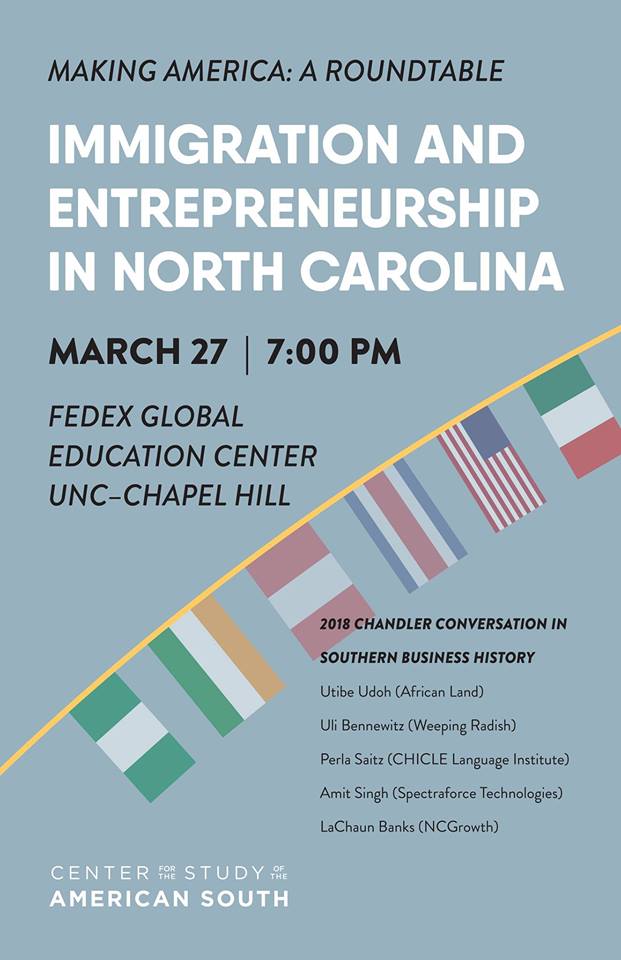 MAKING AMERICA: A ROUNDTABLE
IMMIGRATION AND
ENTREPRENEURSHIP
IN NORTH CAROLINA
MARCH 27 | 7:00 PM
FEDEX GLOBAL
EDUCATION CENTER
UNC–CHAPEL HILL
2018 CHANDLER CONVERSATION IN
SOUTHERN BUSINESS HISTORY
Utibe Udoh (African Land)
Uli Bennewitz (Weeping Radish)
Perla Saitz (CHICLE Language Institute)
Amit Singh (Spectraforce Technologies)
LaChaun Banks (NCGrowth)
CENTER FOR THE STUDY OF THE
AMERICAN SOUTH